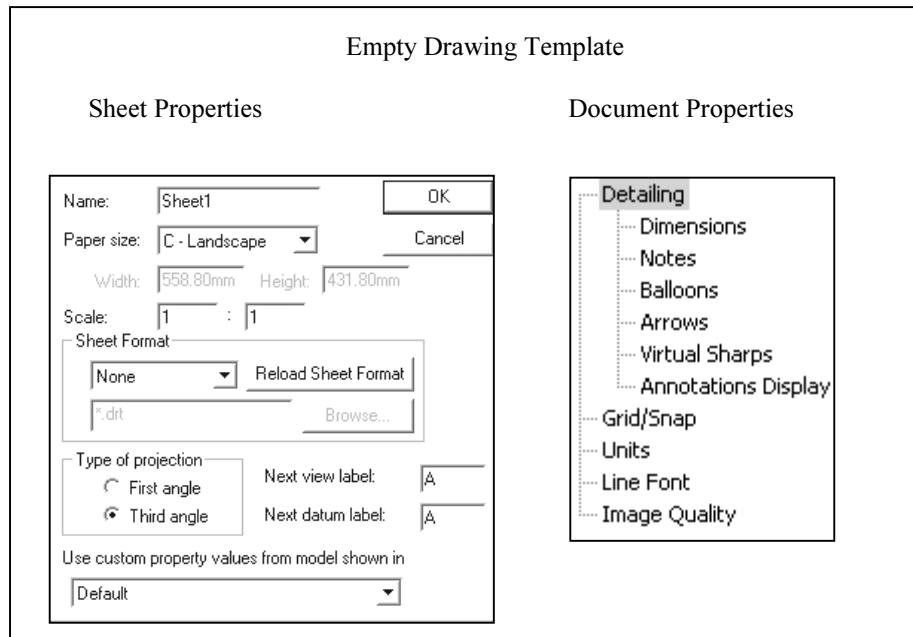 Empty Drawing Template
Sheet Properties
Document Properties
Name: Sheet1 OK
Paper size: C - Landscape Cancel
Width: 558.80mm Height: 431.80mm
Scale: 1 : 1
Sheet Format
None Reload Sheet Format
*.drt Browse...
Type of projection
First angle
Third angle
Next view label: A
Next datum label: A
Use custom property values from model shown in
Default
Detailing
Dimensions
Notes
Balloons
Arrows
Virtual Sharps
Annotations Display
Grid/Snap
Units
Line Font
Image Quality